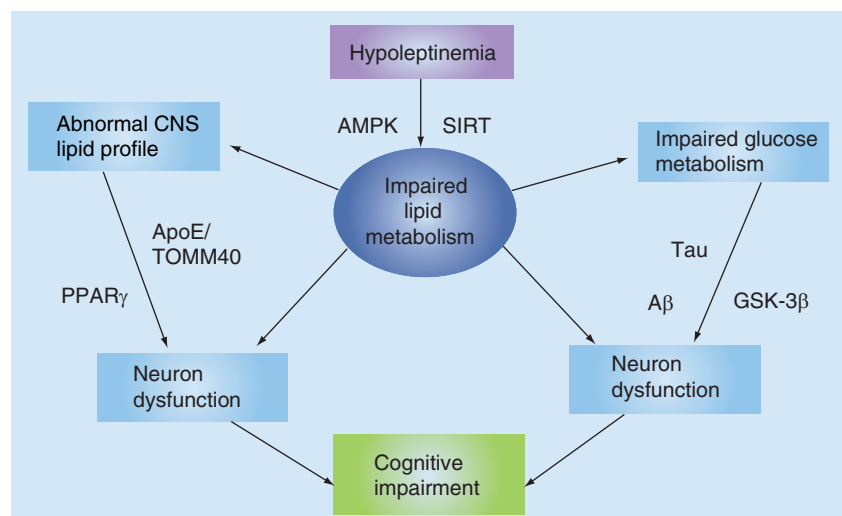 Hypoleptinemia
AMPK SIRT
Abnormal CNS
lipid profile
Impaired glucose
metabolism
Impaired
lipid
metabolism
ApoE/
TOMM40
PPARγ
Tau
Aβ GSK-3β
Neuron
dysfunction
Neuron
dysfunction
Cognitive
impairment